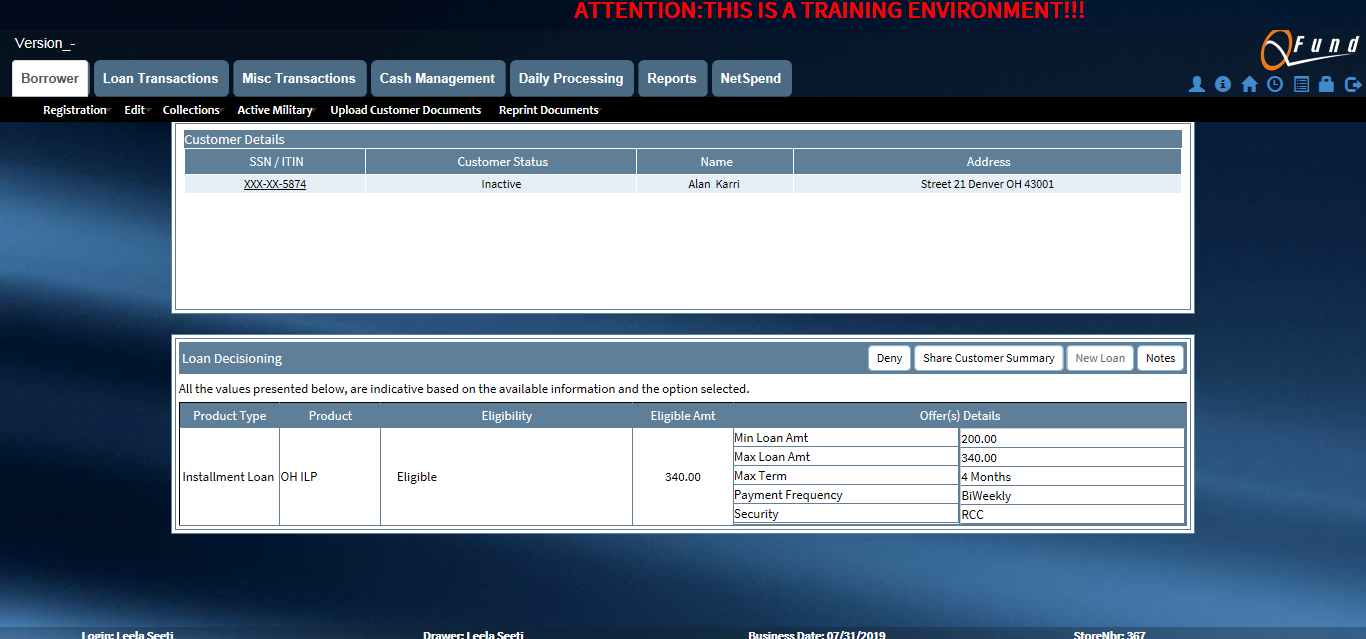 ATTENTION:THIS IS A TRAINING ENVIRONMENT!!!
Version_-
QFund
Borrower Loan Transactions Misc Transactions Cash Management Daily Processing Reports NetSpend
Registration Edit Collections Active Military Upload Customer Documents Reprint Documents
Customer Details
SSN / ITIN Customer Status Name Address
XXX-XX-5874 Inactive Alan Karri Street 21 Denver OH 43001
Loan Decisioning Deny Share Customer Summary New Loan Notes
All the values presented below, are indicative based on the available information and the option selected.
Product Type Product Eligibility Eligible Amt Offer(s) Details
Min Loan Amt 200.00
Max Loan Amt 340.00
Installment Loan OH ILP Eligible 340.00 Max Term 4 Months
Payment Frequency BiWeekly
Security RCC
Login: Leela Seeti Drawer: Leela Seeti Business Date: 07/31/2019 StoreNbr: 367